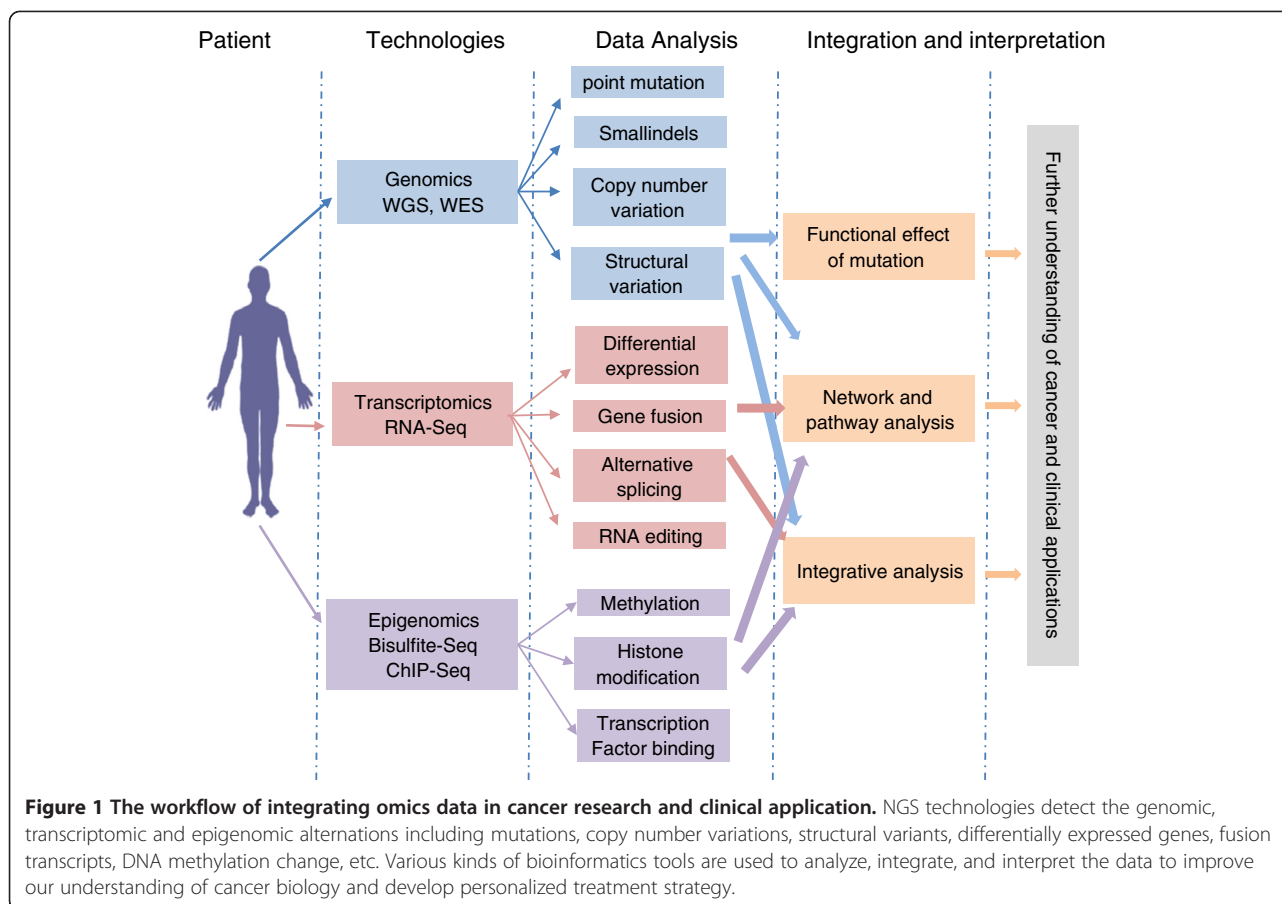 Patient
Technologies
Data Analysis
Integration and interpretation
point mutation
Smallindels
Genomics
WGS, WES
Copy number
variation
Structural
variation
Functional effect
of mutation
Differential
expression
Transcriptomics
RNA-Seq
Gene fusion
Alternative
splicing
RNA editing
Network and
pathway analysis
Integrative analysis
Epigenomics
Bisulfite-Seq
ChIP-Seq
Methylation
Histone
modification
Transcription
Factor binding
Further understanding of cancer and clinical applications
Figure 1 The workflow of integrating omics data in cancer research and clinical application. NGS technologies detect the genomic,
transcriptomic and epigenomic alternations including mutations, copy number variations, structural variants, differentially expressed genes, fusion
transcripts, DNA methylation change, etc. Various kinds of bioinformatics tools are used to analyze, integrate, and interpret the data to improve
our understanding of cancer biology and develop personalized treatment strategy.